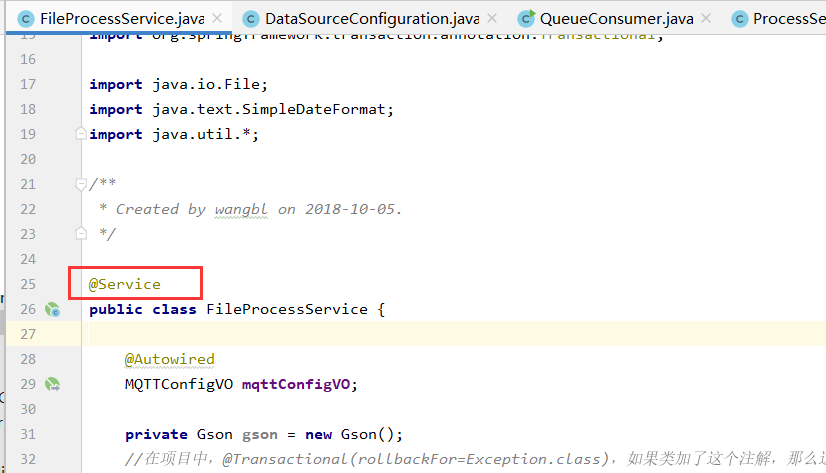 FileProcessService.java DataSourceConfiguration.java QueueConsumer.java ProcessSe
15 import org.springframework.transaction.annotation.Transactional;
16
17 import java.io.File;
18 import java.text.SimpleDateFormat;
19 import java.util.*;
20
21 /**
22 * Created by wangbl on 2018-10-05.
23 */
24
25 @Service
26 public class FileProcessService {
27
28 @Autowired
29 MQTTConfigVO mqttConfigVO;
30
31 private Gson gson = new Gson();
32 //在项目中，@Transactional(rollbackFor=Exception.class)，如果类加了这个注解，那么